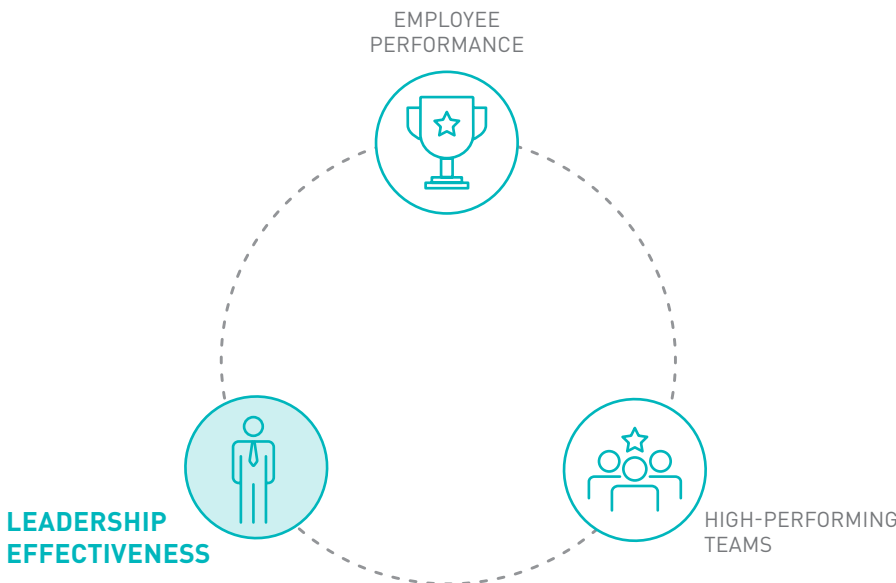 EMPLOYEE
PERFORMANCE
LEADERSHIP
EFFECTIVENESS
HIGH-PERFORMING
TEAMS